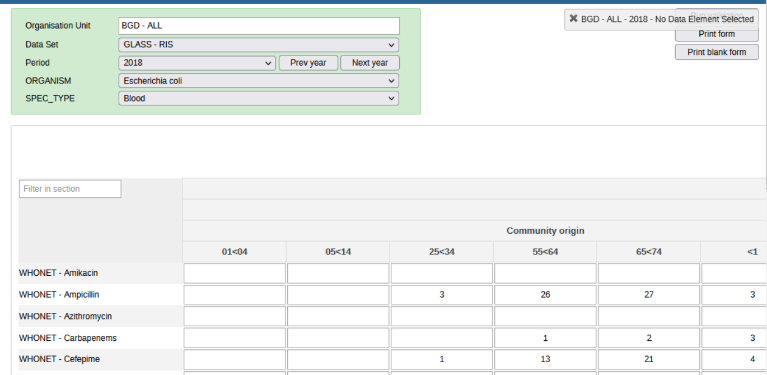 Organisation Unit BGD - ALL
✖ BGD - ALL - 2018 - No Data Element Selected
Data Set GLASS - RIS
Print form
Period 2018 Prev year Next year
Print blank form
ORGANISM Escherichia coli
SPEC_TYPE Blood
Filter in section
Community origin
01<04 05<14 25<34 55<64 65<74 <1
WHONET - Amikacin
WHONET - Ampicillin 3 26 27 3
WHONET - Azithromycin
WHONET - Carbapenems 1 2 3
WHONET - Cefepime 1 13 21 4